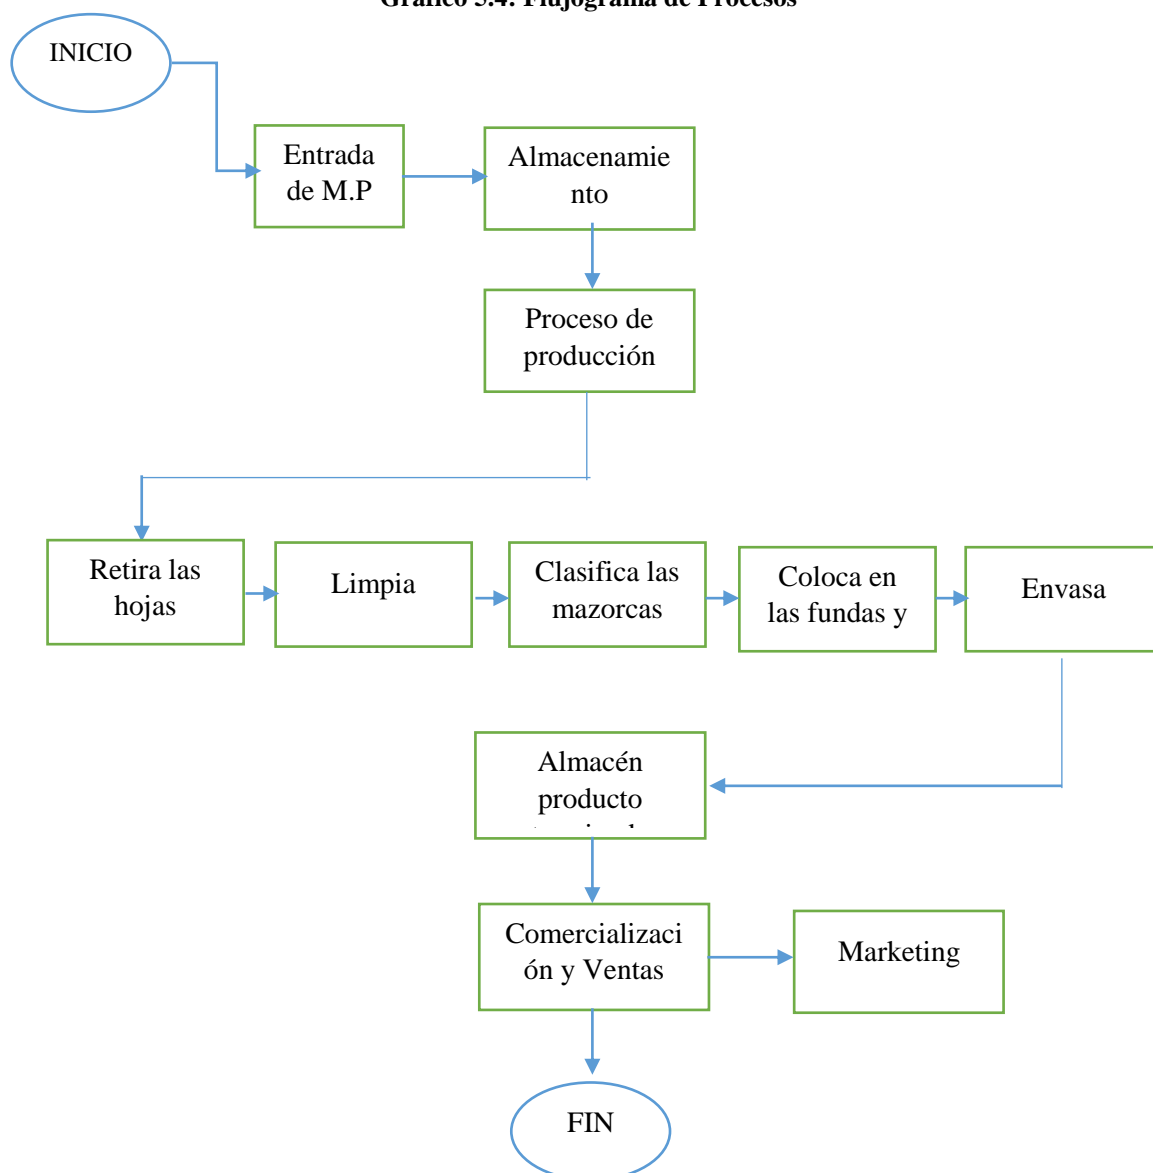 Gráfico 3.4: Flujograma de Procesos
INICIO
Entrada
de M.P
Almacenamie
nto
Proceso de
producción
Retira las
hojas
Limpia
Clasifica las
mazorcas
Coloca en
las fundas y
Envasa
Almacén
producto
Comercializaci
ón y Ventas
Marketing
FIN